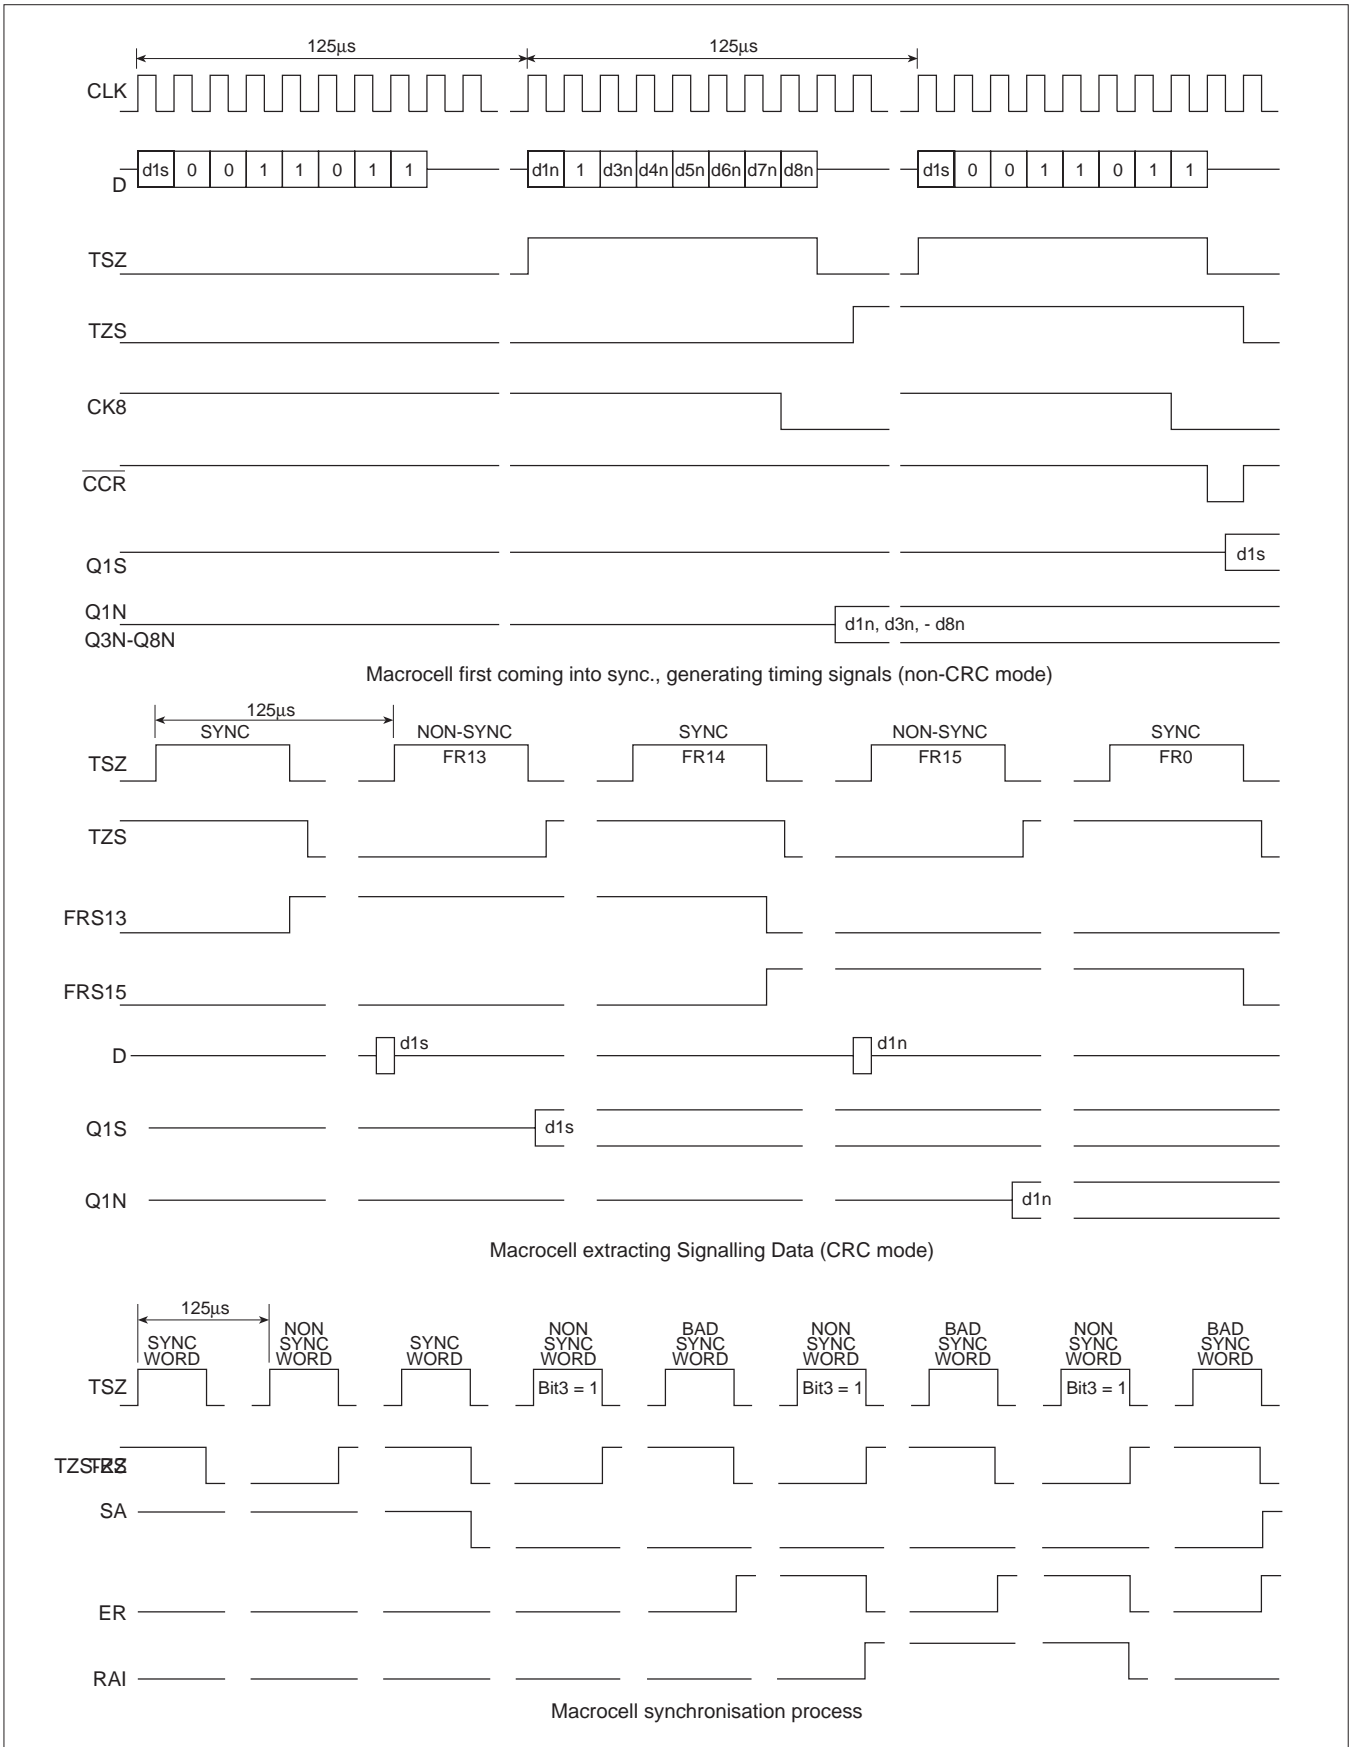 125µs 125µs
CLK
D d1s 0 0 1 1 0 1 1 d1n 1 d3n d4n d5n d6n d7n d8n d1s 0 0 1 1 0 1 1
TSZ
TZS
CK8
CCR
Q1S d1s
Q1N
Q3N-Q8N d1n, d3n, - d8n
Macrocell first coming into sync., generating timing signals (non-CRC mode)
125µs
SYNC NON-SYNC SYNC NON-SYNC SYNC
TSZ FR13 FR14 FR15 FR0
TZS
FRS13
FRS15
D d1s d1n
Q1S d1s
Q1N d1n
Macrocell extracting Signalling Data (CRC mode)
125µs
SYNC WORD NON SYNC WORD SYNC WORD NON SYNC WORD BAD SYNC WORD NON SYNC WORD BAD SYNC WORD NON SYNC WORD BAD SYNC WORD
TSZ Bit3 = 1 Bit3 = 1 Bit3 = 1
SA
ER
RAI
Macrocell synchronisation process